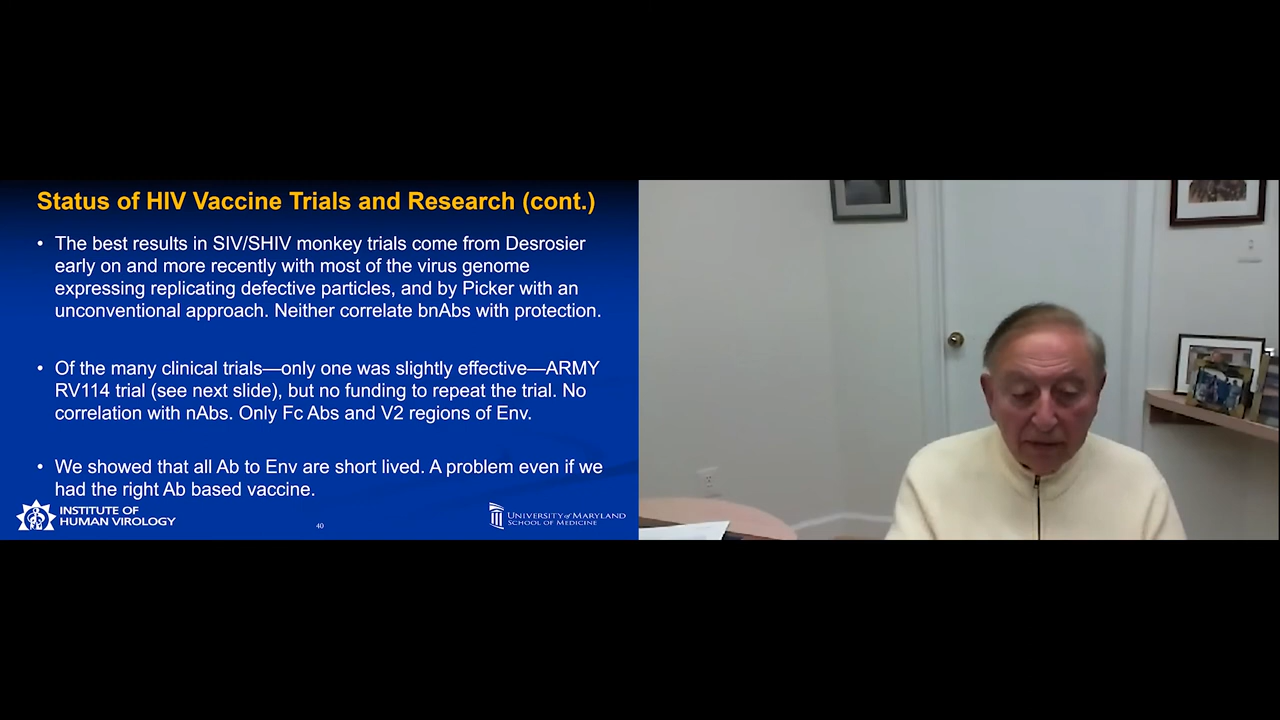 Status of HIV Vaccine Trials and Research (cont.)
• The best results in SIV/SHIV monkey trials come from Desrosier
early on and more recently with most of the virus genome
expressing replicating defective particles, and by Picker with an
unconventional approach. Neither correlate bnAbs with protection.
• Of the many clinical trials—only one was slightly effective—ARMY
RV114 trial (see next slide), but no funding to repeat the trial. No
correlation with nAbs. Only Fc Abs and V2 regions of Env.
• We showed that all Ab to Env are short lived. A problem even if we
had the right Ab based vaccine.
INSTITUTE OF
HUMAN VIROLOGY
40
UNIVERSITY of MARYLAND
SCHOOL OF MEDICINE